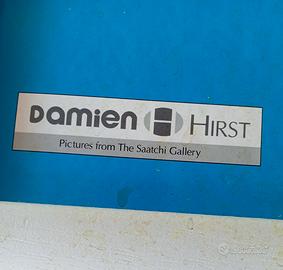 Damien HIRST
Pictures from The Saatchi Gallery